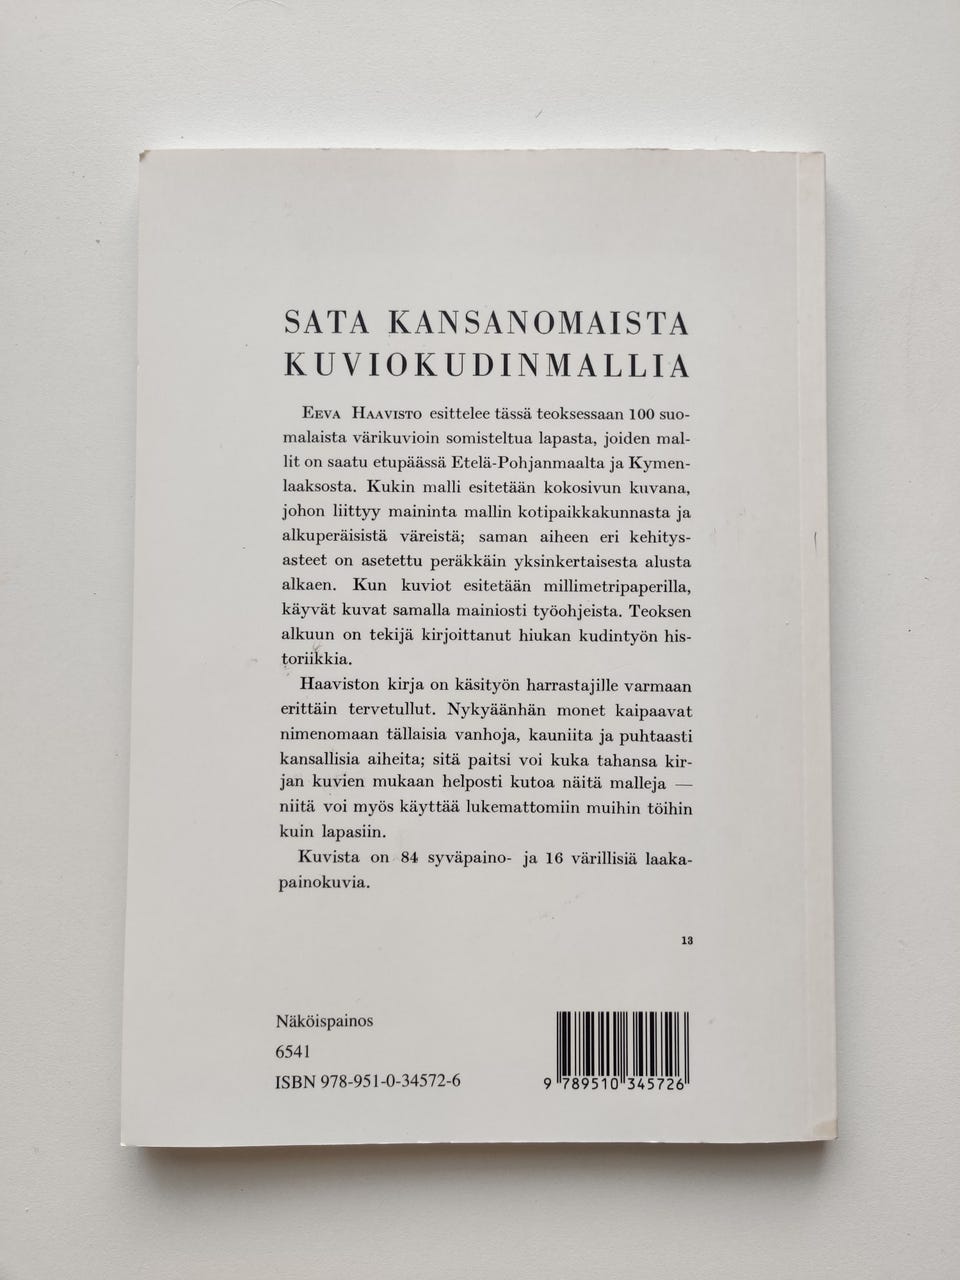 SATA KANSANOMAISTA
KUVIOKUDINMALLIA
EEVA HAAVISTO esittelee tässä teoksessaan 100 suo-
malaista värikuvioin somisteltua lapasta, joiden mal-
lit on saatu etupäässä Etelä-Pohjanmaalta ja Kymen-
laaksosta. Kukin malli esitetään kokosivun kuvana,
johon liittyy maininta mallin kotipaikkakunnasta ja
alkuperäisistä väreistä; saman aiheen eri kehitys-
asteet on asetettu peräkkäin yksinkertaisesta alusta
alkaen. Kun kuviot esitetään millimetripaperilla,
käyvät kuvat samalla mainiosti työohjeista. Teoksen
alkuun on tekijä kirjoittanut hiukan kudintyön his-
toriikkia.
Haaviston kirja on käsityön harrastajille varmaan
erittäin tervetullut. Nykyäänhän monet kaipaavat
nimenomaan tällaisia vanhoja, kauniita ja puhtaasti
kansallisia aiheita; sitä paitsi voi kuka tahansa kir-
jan kuvien mukaan helposti kutoa näitä malleja —
niitä voi myös käyttää lukemattomiin muihin töihin
kuin lapasiin.
Kuvista on 84 syväpaino- ja 16 värillisiä laaka-
painokuvia.
13
Näköispainos
6541
ISBN 978-951-0-34572-6
9 789510 345726